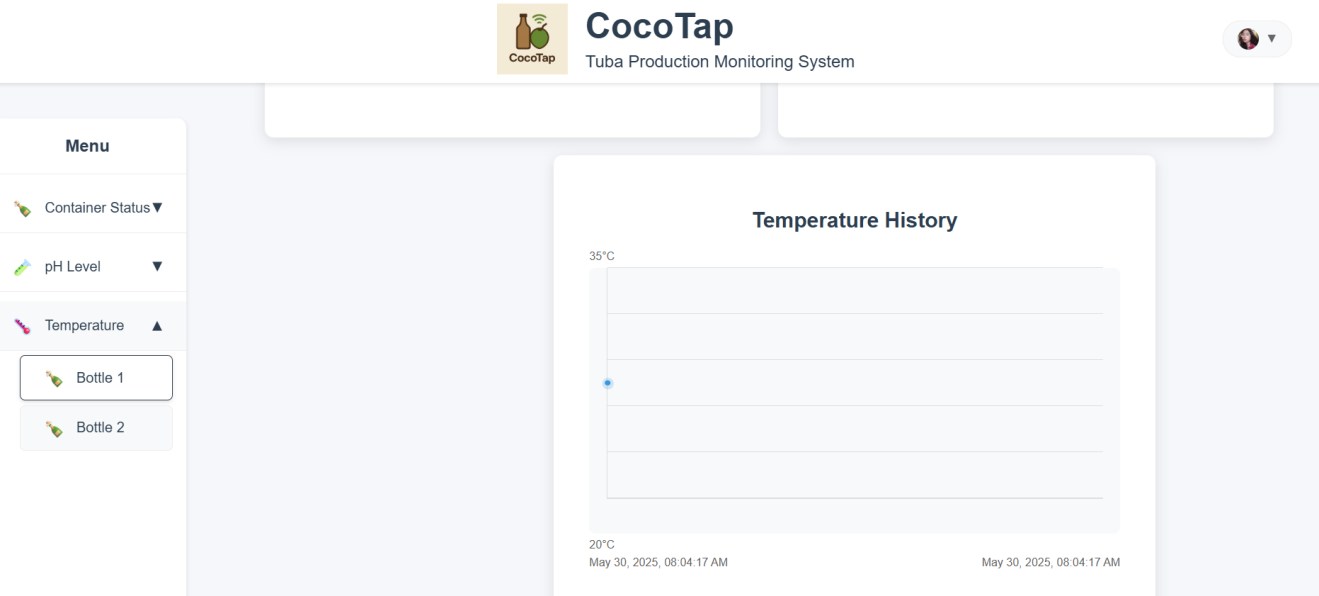 CocoTap
CocoTap
Tuba Production Monitoring System
▼
Menu
Container Status▼
pH Level ▼
Temperature ▲
Bottle 1
Bottle 2
Temperature History
35°C
20°C
May 30, 2025, 08:04:17 AM May 30, 2025, 08:04:17 AM